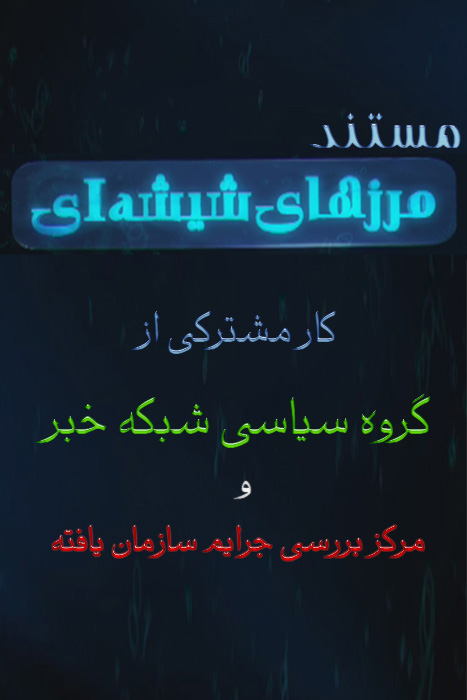 مستند
مرزهای شیشه‌ای
کار مشترکی از
گروه سیاسی شبکه خبر
و
مرکز بررسی جرایم سازمان یافته